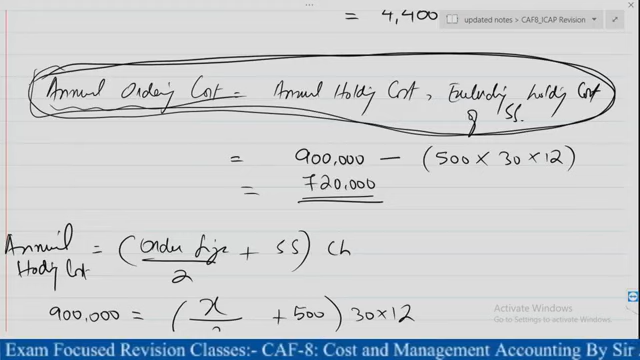 = 4,400
updated notes > CAF8_ICAP Revision
Annual Ordering Cost = Annual Holding Cost, Excluding holding cost
of SS.
= 900,000 - (500 × 30 × 12)
= 720,000
Annual Hodig Cost = (Order Size / 2 + SS) Ch
900,000 = (x / 2 + 500) 30 × 12
Activate Windows
Go to Settings to activate Windows.
Exam Focused Revision Classes:- CAF-8: Cost and Management Accounting By Sir